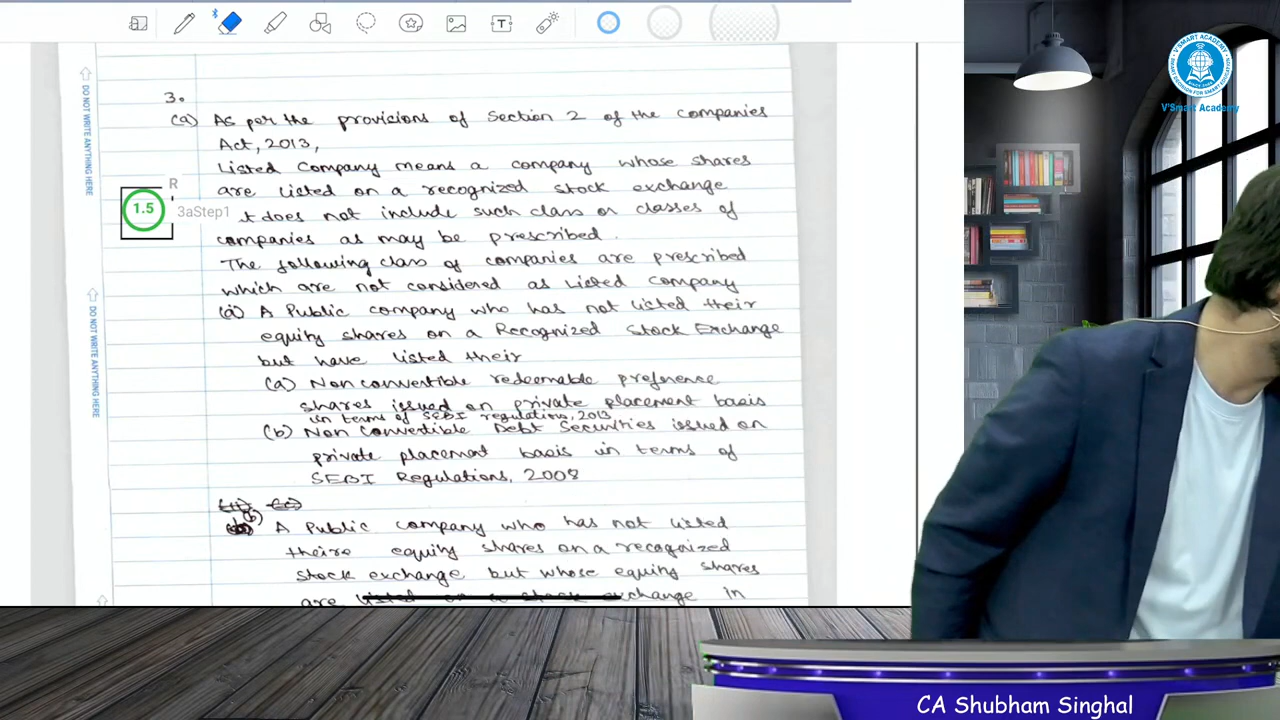 DO NOT WRITE ANYTHING HERE
DO NOT WRITE ANYTHING HERE
3.
(a) As per the provisions of Section 2 of the Companies
Act, 2013,
Listed Company means a company whose shares
are listed on a recognized stock exchange
it does not include such class or classes of
companies as may be prescribed.
The following class of companies are prescribed
which are not considered as Listed company
(a) A Public company who has not listed their
equity shares on a Recognized Stock Exchange
but have listed their
(a) Non convertible redeemable preference
shares issued on private placement basis
in terms of SEBI regulations, 2013
(b) Non Convertible Debt Securities issued on
private placement basis in terms of
SEBI Regulations, 2008
(b) A Public company who has not listed
theire equity shares on a recognized
stock exchange but whose equity shares
are listed on a stock exchange in
R
1.5
3aStep1
T
V'SMART ACADEMY
V'Smart Academy
CA Shubham Singhal